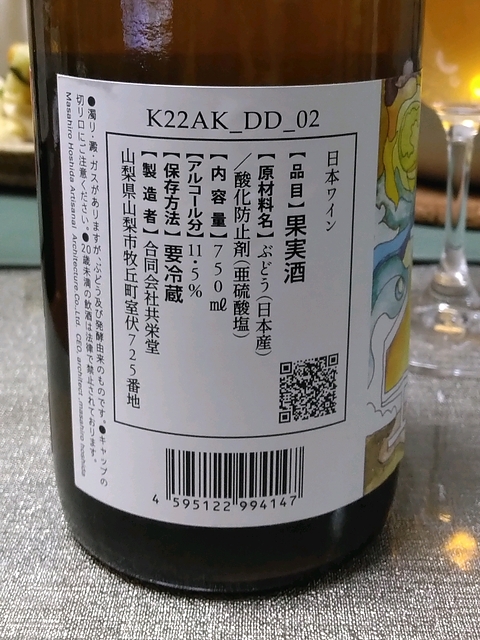 K22AK_DD_02
日本ワイン
【品目】果実酒
【原材料名】ぶどう(日本産)
／酸化防止剤(亜硫酸塩)
【内容量】750㎖
【アルコール分】11.5%
【保存方法】要冷蔵
【製造者】合同会社共栄堂
山梨県山梨市牧丘町室伏725番地
●濁り・澱・ガスがありますが、ぶどう及び発酵由来のものです。●キャップの
切り口にご注意ください。●20歳未満の飲酒は法律で禁止されております。
Masahiro Hoshida Artisanal Architecture.Co.,Ltd. CEO, architect .masahiro hoshida
4 595122 994147